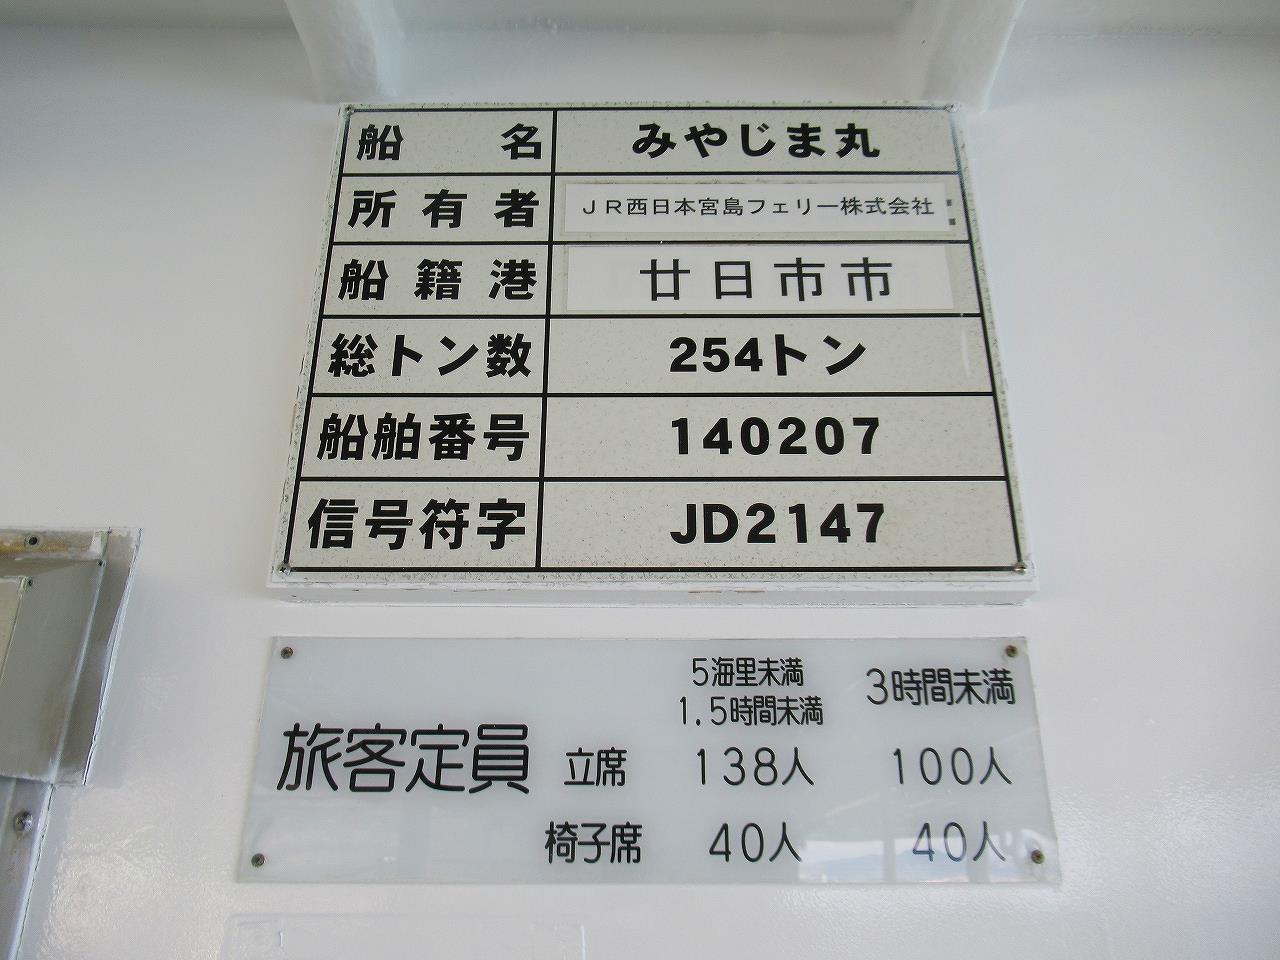 船名 みやじま丸
所有者 JR西日本宮島フェリー株式会社
船籍港 廿日市市
総トン数 254トン
船舶番号 140207
信号符字 JD2147
5海里未満
1.5時間未満 3時間未満
旅客定員 立席 138人 100人
椅子席 40人 40人